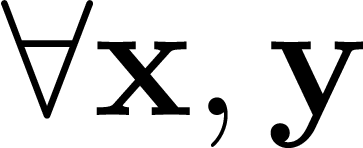 ∀𝐱, 𝐲